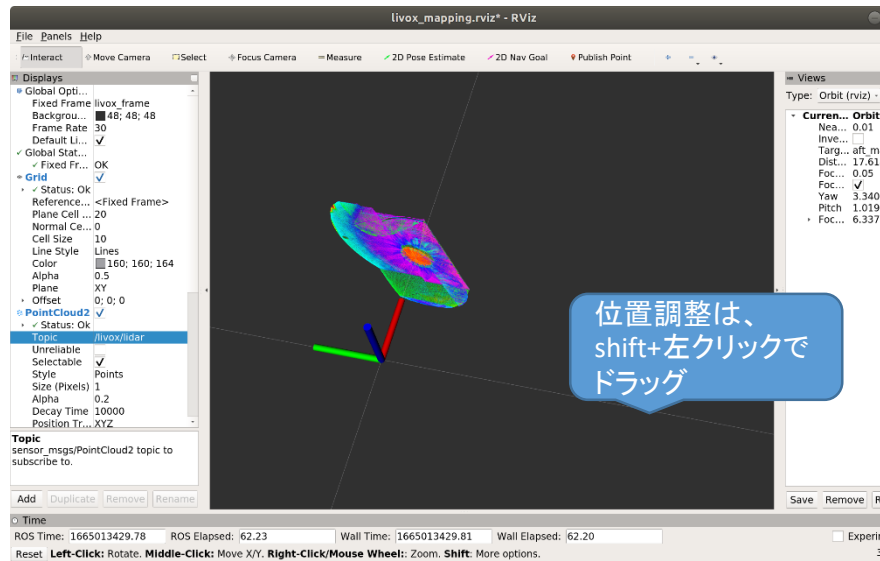 livox_mapping.rviz* - RViz
File Panels Help
Interact Move Camera Select Focus Camera Measure 2D Pose Estimate 2D Nav Goal Publish Point
Displays
Global Opti...
Fixed Frame livox_frame
Backgrou... 48; 48; 48
Frame Rate 30
Default Li...
Global Stat...
Fixed Fr... OK
Grid
Status: Ok
Reference... <Fixed Frame>
Plane Cell ... 20
Normal Ce... 0
Cell Size 10
Line Style Lines
Color 160; 160; 164
Alpha 0.5
Plane XY
Offset 0; 0; 0
PointCloud2
Status: Ok
Topic /livox/lidar
Unreliable
Selectable
Style Points
Size (Pixels) 1
Alpha 0.2
Decay Time 10000
Position Tr... XYZ
Topic
sensor_msgs/PointCloud2 topic to
subscribe to.
Add Duplicate Remove Rename
位置調整は、
shift+左クリックで
ドラッグ
Views
Type: Orbit (rviz)
Curren... Orbit
Nea... 0.01
Inve...
Targ... aft_m
Dist... 17.61
Foc... 0.05
Foc...
Yaw 3.340
Pitch 1.019
Foc... 6.337
Save Remove R
Time
ROS Time: 1665013429.78 ROS Elapsed: 62.23 Wall Time: 1665013429.81 Wall Elapsed: 62.20 Experi
Reset Left-Click: Rotate. Middle-Click: Move X/Y. Right-Click/Mouse Wheel:: Zoom. Shift: More options. 3